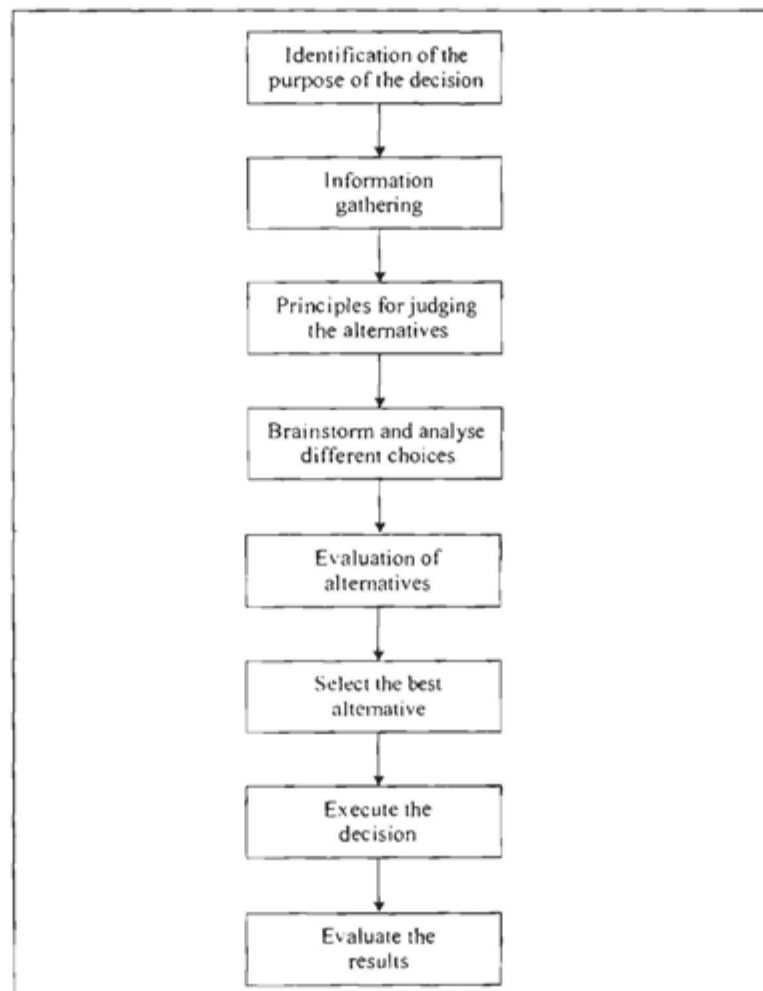 Identification of the
purpose of the decision
Information
gathering
Principles for judging
the alternatives
Brainstorm and analyse
different choices
Evaluation of
alternatives
Select the best
alternative
Execute the
decision
Evaluate the
results